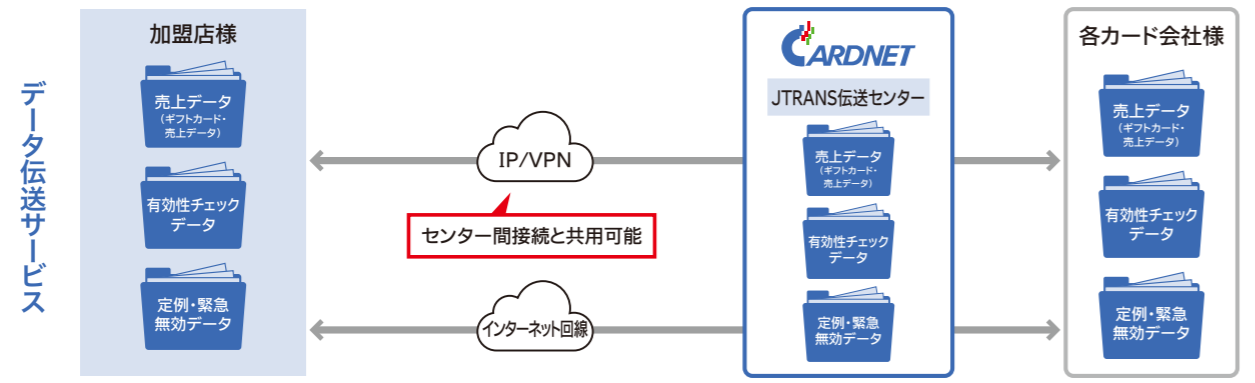 データ伝送サービス
加盟店様
売上データ
（ギフトカード・
売上データ）
有効性チェック
データ
定例・緊急
無効データ
IP/VPN
センター間接続と共用可能
インターネット回線
CARDNET
JTRANS伝送センター
売上データ
（ギフトカード・
売上データ）
有効性チェック
データ
定例・緊急
無効データ
各カード会社様
売上データ
（ギフトカード・
売上データ）
有効性チェック
データ
定例・緊急
無効データ